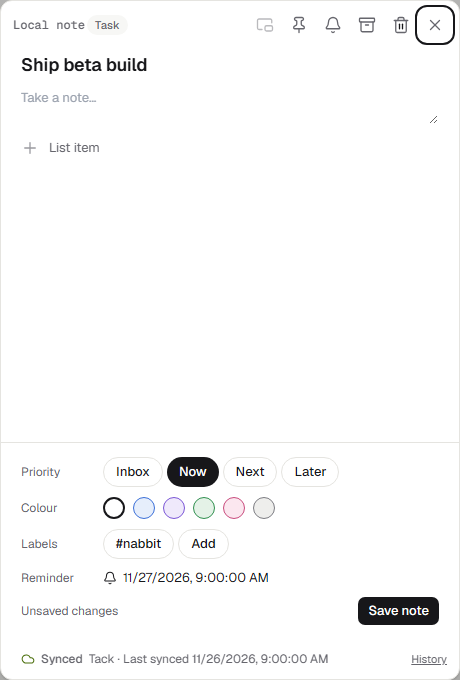 Local note Task
Ship beta build
Take a note…
List item
Priority Inbox Now Next Later
Colour
Labels #nabbit Add
Reminder 11/27/2026, 9:00:00 AM
Unsaved changes Save note
Synced Tack · Last synced 11/26/2026, 9:00:00 AM History